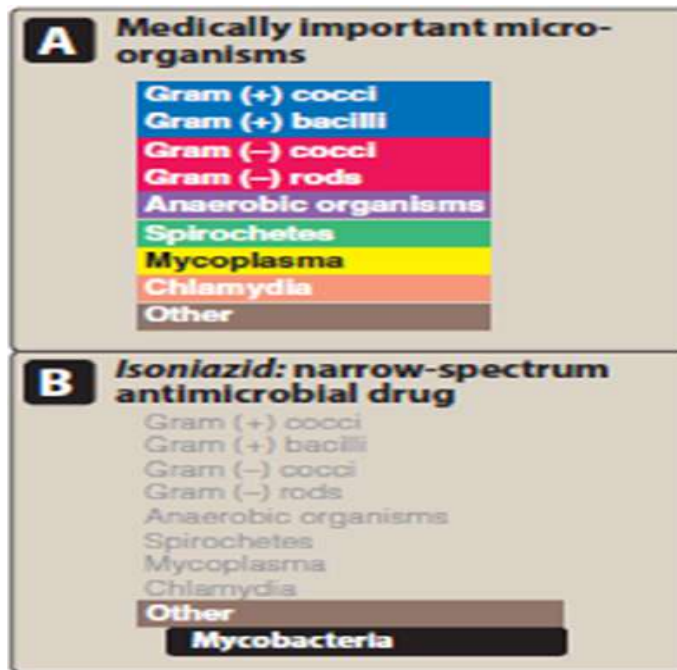 A
Medically important micro-
organisms
Gram (+) cocci
Gram (+) bacilli
Gram (–) cocci
Gram (–) rods
Anaerobic organisms
Spirochetes
Mycoplasma
Chlamydia
Other
B
Isoniazid: narrow-spectrum
antimicrobial drug
Gram (+) cocci
Gram (+) bacilli
Gram (–) cocci
Gram (–) rods
Anaerobic organisms
Spirochetes
Mycoplasma
Chlamydia
Other
Mycobacteria